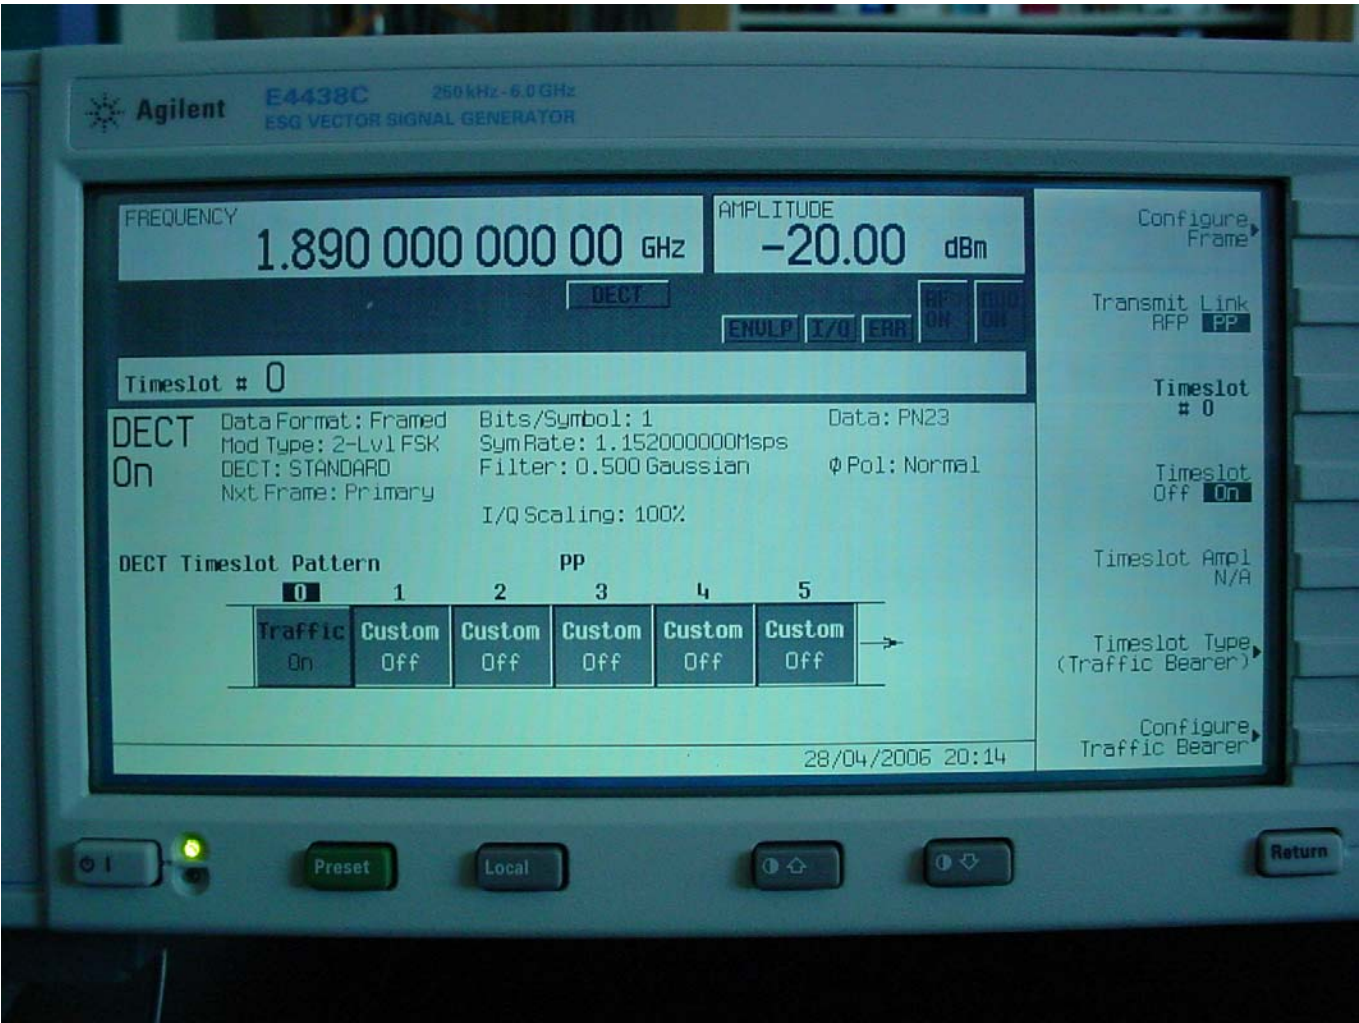 Agilent
E4438C 250 kHz - 6.0 GHz
ESG VECTOR SIGNAL GENERATOR
FREQUENCY
1.890 000 000 00 GHz
AMPLITUDE
-20.00 dBm
DECT
ENVLP I/Q ERR
RF ON
MOD ON
Timeslot # 0
DECT On
Data Format: Framed
Mod Type: 2-Lvl FSK
DECT: STANDARD
Nxt Frame: Primary
Bits/Symbol: 1
Sym Rate: 1.152000000Msps
Filter: 0.500 Gaussian
I/Q Scaling: 100%
Data: PN23
Φ Pol: Normal
DECT Timeslot Pattern PP
0 1 2 3 4 5
Traffic Custom Custom Custom Custom Custom
On Off Off Off Off Off
28/04/2006 20:14
Configure
Frame
Transmit Link
RFP PP
Timeslot
# 0
Timeslot
Off On
Timeslot Ampl
N/A
Timeslot Type
(Traffic Bearer)
Configure
Traffic Bearer
Preset
Local
Return